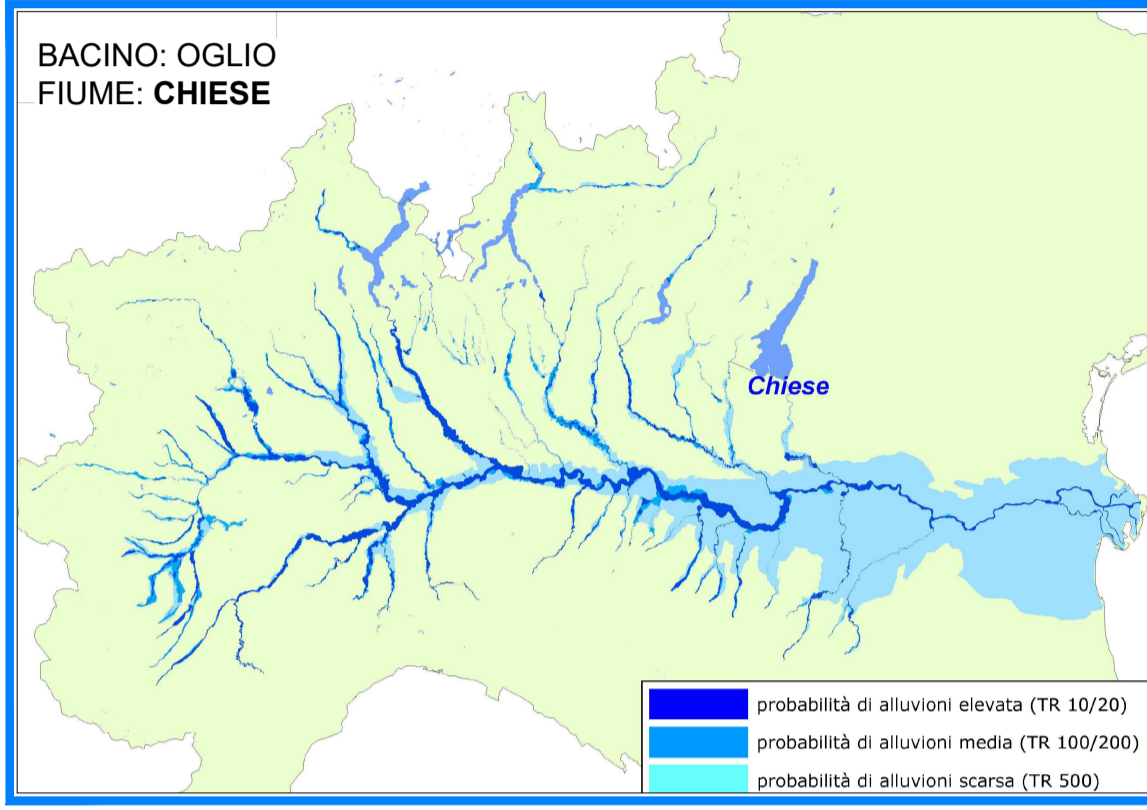 BACINO: OGLIO
FIUME: CHIESE
Chiese
probabilità di alluvioni elevata (TR 10/20)
probabilità di alluvioni media (TR 100/200)
probabilità di alluvioni scarsa (TR 500)